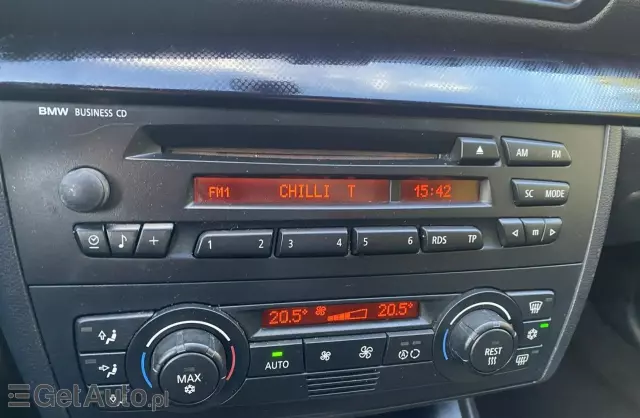 BMW BUSINESS CD
AM FM
FM1 CHILLI T 15:42
SC MODE
1 2 3 4 5 6 RDS TP
m
20.5° 20.5°
AUTO
MAX
REST
GetAuto.pl